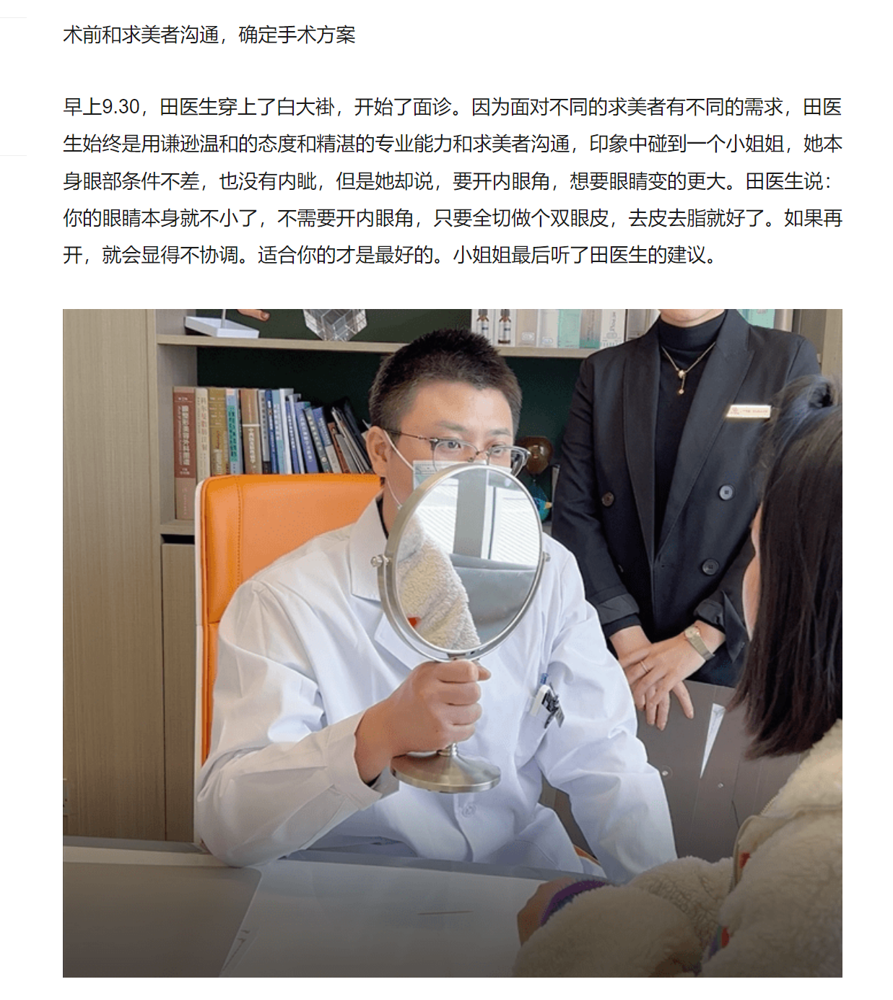 术前和求美者沟通，确定手术方案
早上9.30，田医生穿上了白大褂，开始了面诊。因为面对不同的求美者有不同的需求，田医
生始终是用谦逊温和的态度和精湛的专业能力和求美者沟通，印象中碰到一个小姐姐，她本
身眼部条件不差，也没有内眦，但是她却说，要开内眼角，想要眼睛变的更大。田医生说：
你的眼睛本身就不小了，不需要开内眼角，只要全切做个双眼皮，去皮去脂就好了。如果再
开，就会显得不协调。适合你的才是最好的。小姐姐最后听了田医生的建议。